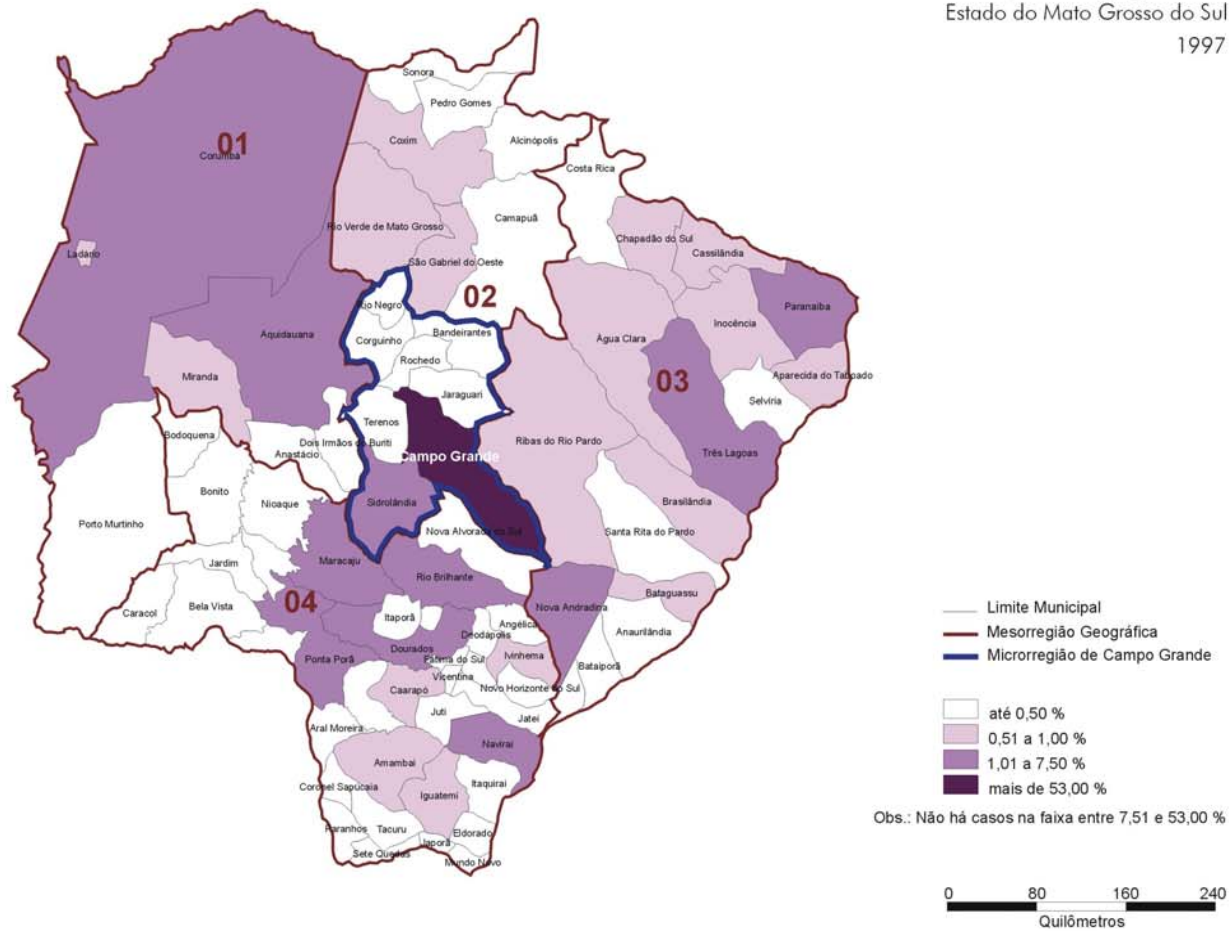 Estado do Mato Grosso do Sul
1997
Sonora
Pedro Gomes
Coxim
Alcinópolis
01
Corumbá
Costa Rica
Camapuã
Rio Verde de Mato Grosso
Chapadão do Sul
Cassilândia
Ladário
São Gabriel do Oeste
02
Rio Negro
Paranaíba
Bandeirantes
Inocência
Aquidauana
Corguinho
Água Clara
Rochedo
Miranda
03
Aparecida do Taboado
Jaraguari
Selvíria
Terenos
Bodoquena
Dois Irmãos do Buriti
Ribas do Rio Pardo
Anastácio
Campo Grande
Três Lagoas
Bonito
Nioaque
Sidrolândia
Brasilândia
Porto Murtinho
Nova Alvorada do Sul
Santa Rita do Pardo
Jardim
Maracaju
Rio Brilhante
04
Caracol
Bela Vista
Itaporã
Nova Andradina
Bataguassu
Angélica
Anaurilândia
Deodápolis
Dourados
Ponta Porã
Fátima do Sul
Ivinhema
Bataiporã
Vicentina
Caarapó
Novo Horizonte do Sul
Juti
Jateí
Aral Moreira
Naviraí
Amambai
Itaquiraí
Coronel Sapucaia
Iguatemi
Paranhos
Tacuru
Eldorado
Japorã
Sete Quedas
Mundo Novo
Limite Municipal
Mesorregião Geográfica
Microrregião de Campo Grande
até 0,50 %
0,51 a 1,00 %
1,01 a 7,50 %
mais de 53,00 %
Obs.: Não há casos na faixa entre 7,51 e 53,00 %
0 80 160 240
Quilômetros